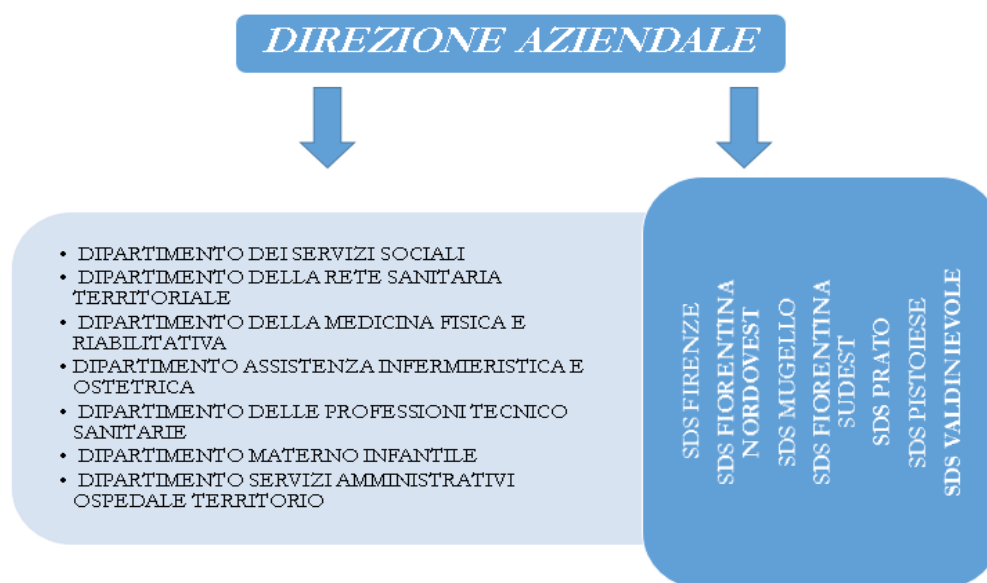 DIREZIONE AZIENDALE
• DIPARTIMENTO DEI SERVIZI SOCIALI
• DIPARTIMENTO DELLA RETE SANITARIA
TERRITORIALE
• DIPARTIMENTO DELLA MEDICINA FISICA E
RIABILITATIVA
• DIPARTIMENTO ASSISTENZA INFERMIERISTICA E
OSTETRICA
• DIPARTIMENTO DELLE PROFESSIONI TECNICO
SANITARIE
• DIPARTIMENTO MATERNO INFANTILE
• DIPARTIMENTO SERVIZI AMMINISTRATIVI
OSPEDALE TERRITORIO
SDS FIRENZE
SDS FIORENTINA
NORDOVEST
SDS MUGELLO
SDS FIORENTINA
SUDEST
SDS PRATO
SDS PISTOIESE
SDS VALDINIEVOLE